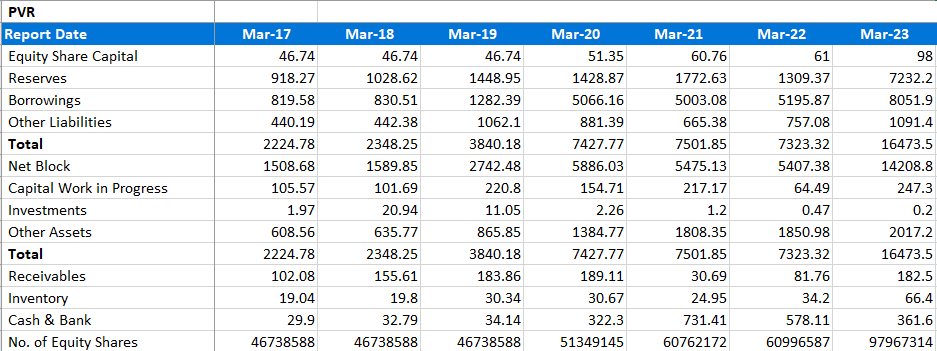 PVR
Report Date Mar-17 Mar-18 Mar-19 Mar-20 Mar-21 Mar-22 Mar-23
Equity Share Capital 46.74 46.74 46.74 51.35 60.76 61 98
Reserves 918.27 1028.62 1448.95 1428.87 1772.63 1309.37 7232.2
Borrowings 819.58 830.51 1282.39 5066.16 5003.08 5195.87 8051.9
Other Liabilities 440.19 442.38 1062.1 881.39 665.38 757.08 1091.4
Total 2224.78 2348.25 3840.18 7427.77 7501.85 7323.32 16473.5
Net Block 1508.68 1589.85 2742.48 5886.03 5475.13 5407.38 14208.8
Capital Work in Progress 105.57 101.69 220.8 154.71 217.17 64.49 247.3
Investments 1.97 20.94 11.05 2.26 1.2 0.47 0.2
Other Assets 608.56 635.77 865.85 1384.77 1808.35 1850.98 2017.2
Total 2224.78 2348.25 3840.18 7427.77 7501.85 7323.32 16473.5
Receivables 102.08 155.61 183.86 189.11 30.69 81.76 182.5
Inventory 19.04 19.8 30.34 30.67 24.95 34.2 66.4
Cash & Bank 29.9 32.79 34.14 322.3 731.41 578.11 361.6
No. of Equity Shares 46738588 46738588 46738588 51349145 60762172 60996587 97967314